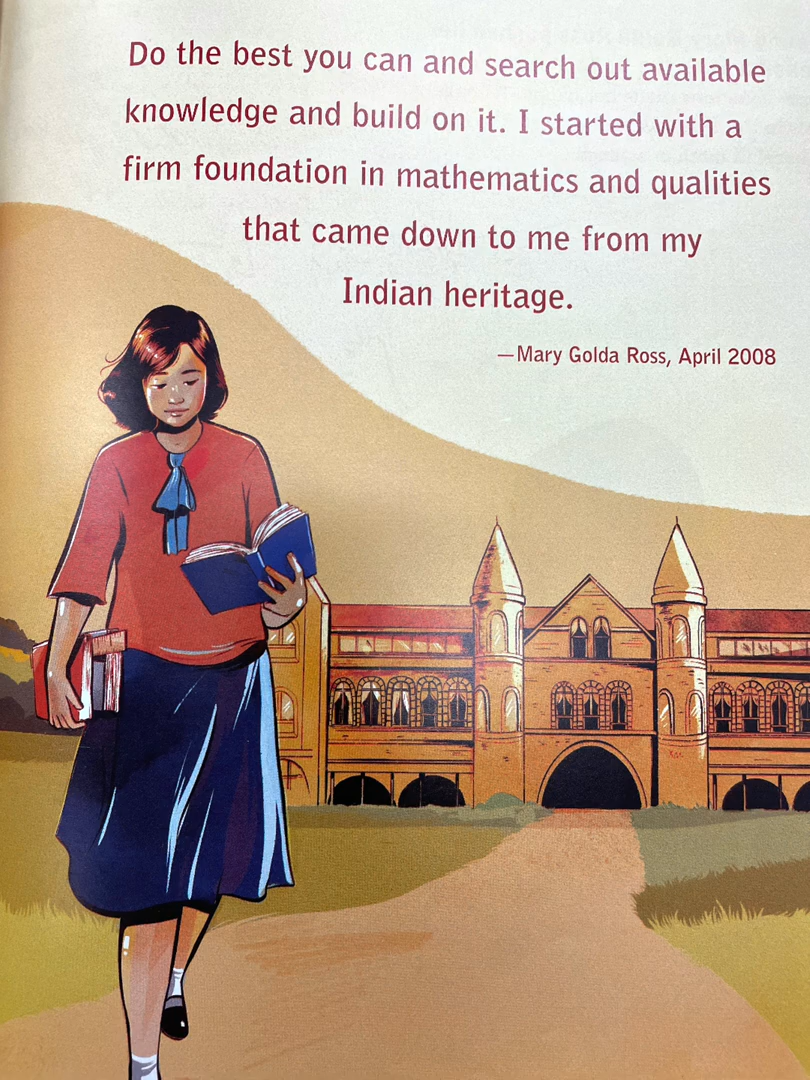 Do the best you can and search out available
knowledge and build on it. I started with a
firm foundation in mathematics and qualities
that came down to me from my
Indian heritage.
—Mary Golda Ross, April 2008